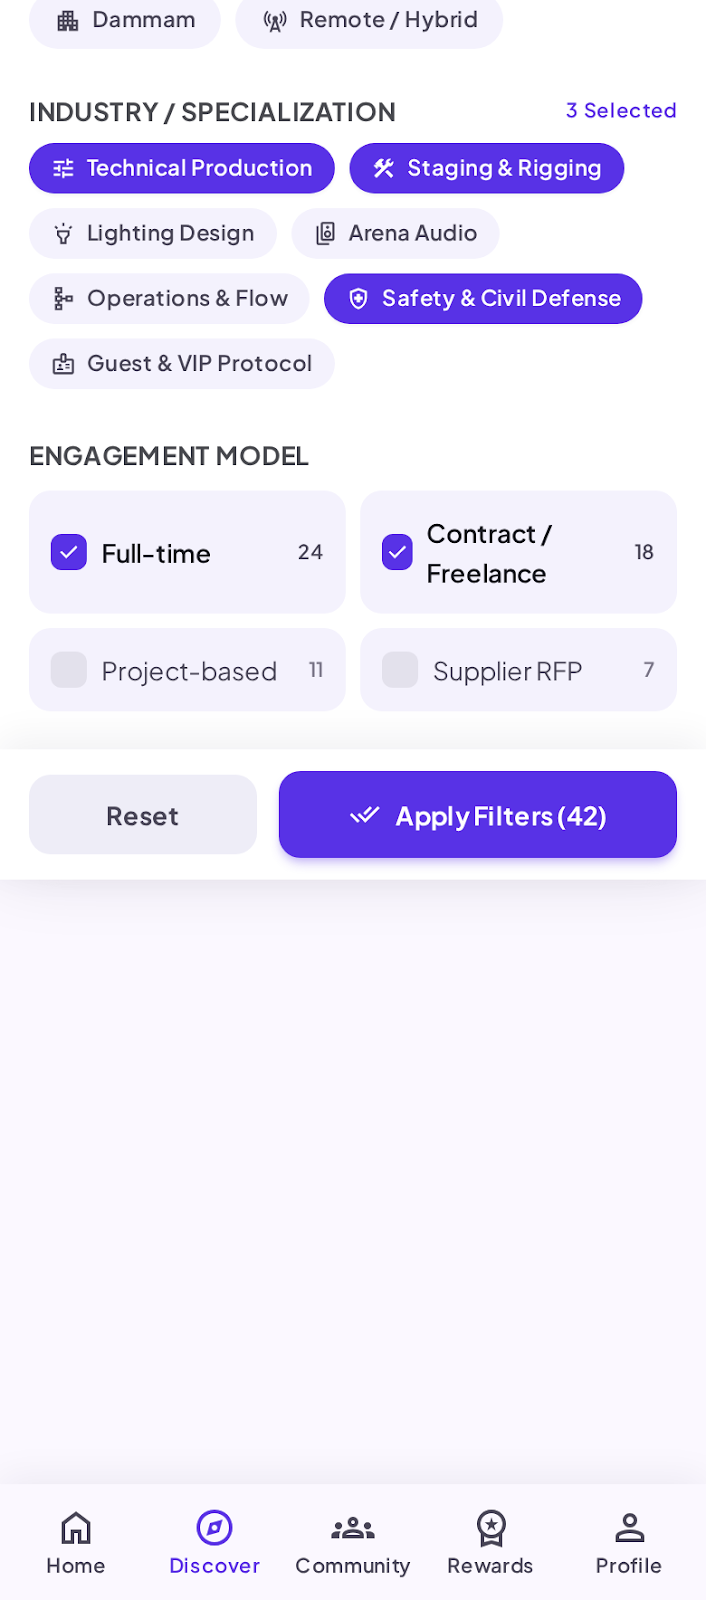 Dammam
Remote / Hybrid
INDUSTRY / SPECIALIZATION
3 Selected
Technical Production
Staging & Rigging
Lighting Design
Arena Audio
Operations & Flow
Safety & Civil Defense
Guest & VIP Protocol
ENGAGEMENT MODEL
Full-time
24
Contract /
Freelance
18
Project-based
11
Supplier RFP
7
Reset
Apply Filters (42)
Home
Discover
Community
Rewards
Profile